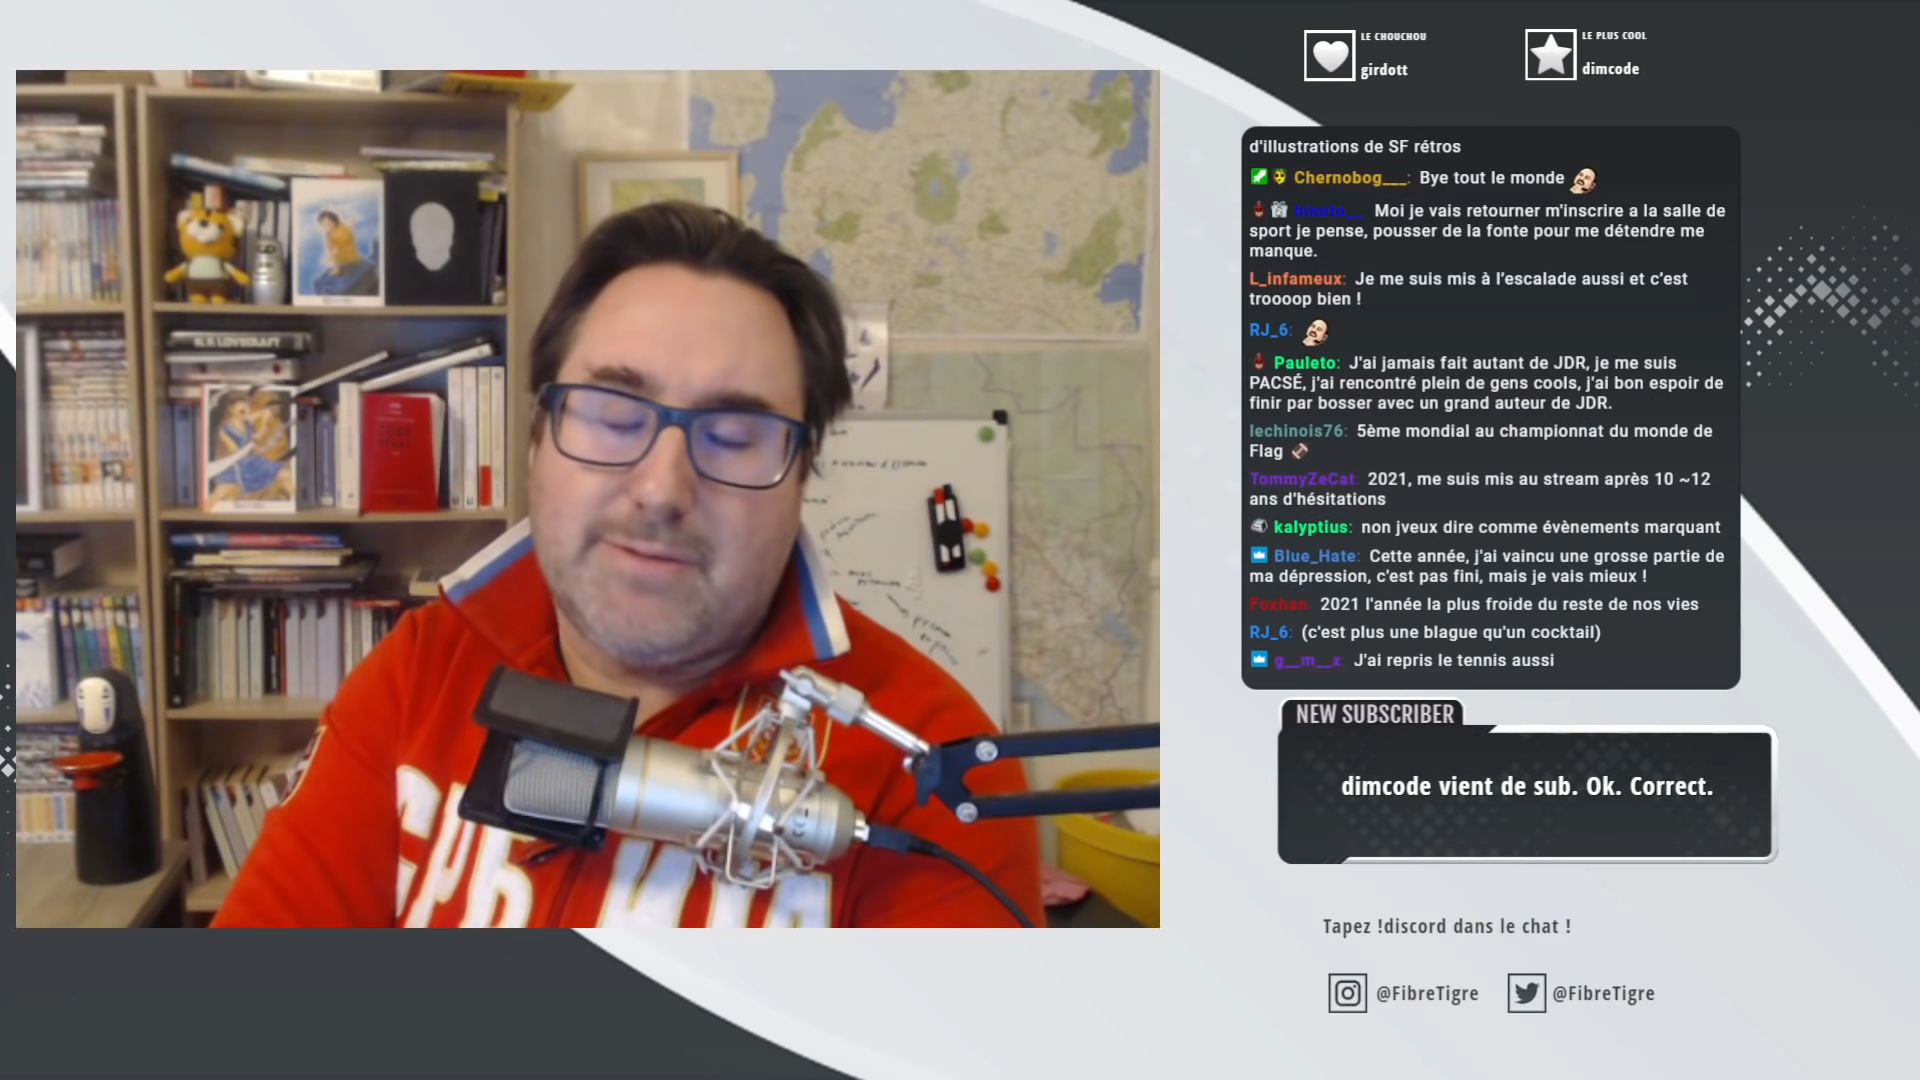 LE CHOUCHOU
girdott
LE PLUS COOL
dimcode
d'illustrations de SF rétros
Chernobog___: Bye tout le monde
Moi je vais retourner m'inscrire a la salle de
sport je pense, pousser de la fonte pour me détendre me
manque.
L_infameux: Je me suis mis à l’escalade aussi et c’est
troooop bien !
RJ_6:
Pauleto: J'ai jamais fait autant de JDR, je me suis
PACSÉ, j'ai rencontré plein de gens cools, j'ai bon espoir de
finir par bosser avec un grand auteur de JDR.
lechinois76: 5ème mondial au championnat du monde de
Flag
TommyZeCat: 2021, me suis mis au stream après 10 ~12
ans d'hésitations
kalyptius: non jveux dire comme évènements marquant
Blue_Hate: Cette année, j'ai vaincu une grosse partie de
ma dépression, c'est pas fini, mais je vais mieux !
Foxhan: 2021 l'année la plus froide du reste de nos vies
RJ_6: (c'est plus une blague qu'un cocktail)
g__m__x: J'ai repris le tennis aussi
NEW SUBSCRIBER
dimcode vient de sub. Ok. Correct.
Tapez !discord dans le chat !
@FibreTigre
@FibreTigre
H.P. LOVECRAFT